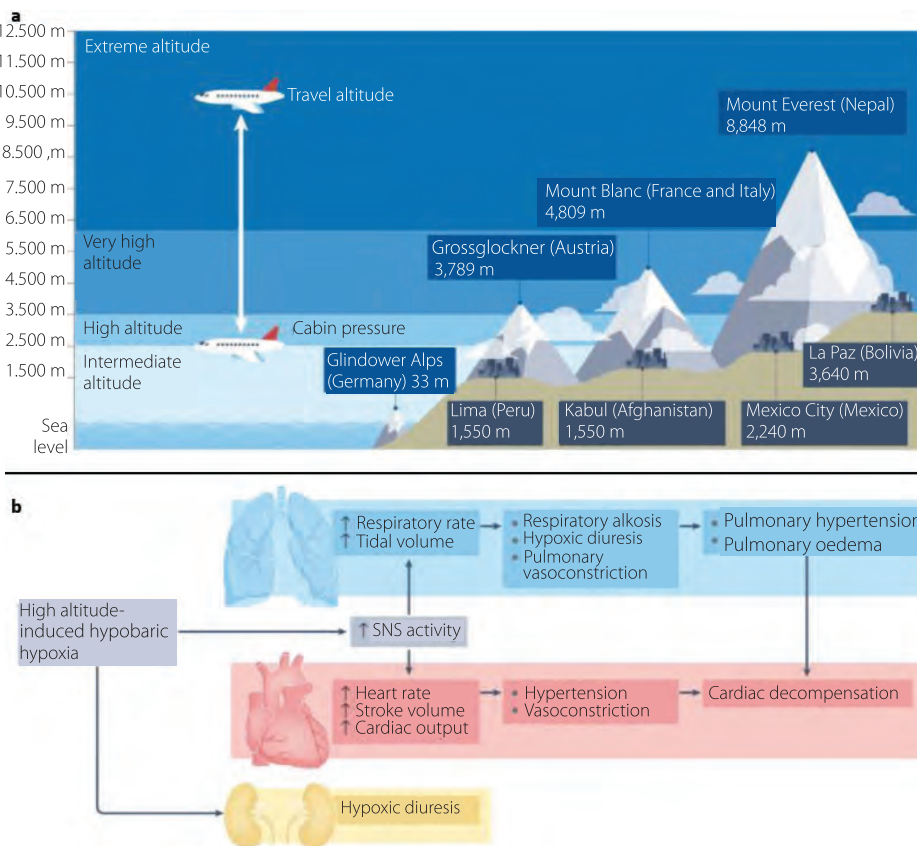 a
12.500 m
11.500 m
10.500 m
9.500 m
8.500 ,m
7.500 m
6.500 m
5.500 m
4.500 m
3.500 m
2.500 m
1.500 m
Sea
level
Extreme altitude
Travel altitude
Very high
altitude
High altitude
Cabin pressure
Intermediate
altitude
Mount Everest (Nepal)
8,848 m
Mount Blanc (France and Italy)
4,809 m
Grossglockner (Austria)
3,789 m
Glindower Alps
(Germany) 33 m
Lima (Peru)
1,550 m
Kabul (Afghanistan)
1,550 m
Mexico City (Mexico)
2,240 m
La Paz (Bolivia)
3,640 m
b
↑ Respiratory rate
↑ Tidal volume
• Respiratory alkosis
• Hypoxic diuresis
• Pulmonary
vasoconstriction
• Pulmonary hypertension
• Pulmonary oedema
High altitude-
induced hypobaric
hypoxia
↑ SNS activity
↑ Heart rate
↑ Stroke volume
↑ Cardiac output
• Hypertension
• Vasoconstriction
Cardiac decompensation
Hypoxic diuresis